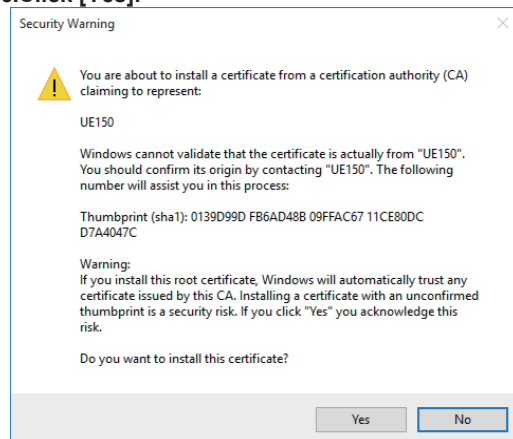 Click [Yes].
Security Warning
You are about to install a certificate from a certification authority (CA)
claiming to represent:
UE150
Windows cannot validate that the certificate is actually from "UE150".
You should confirm its origin by contacting "UE150". The following
number will assist you in this process:
Thumbprint (sha1): 0139D99D FB6AD48B 09FFAC67 11CE80DC
D7A4047C
Warning:
If you install this root certificate, Windows will automatically trust any
certificate issued by this CA. Installing a certificate with an unconfirmed
thumbprint is a security risk. If you click "Yes" you acknowledge this
risk.
Do you want to install this certificate?
Yes No